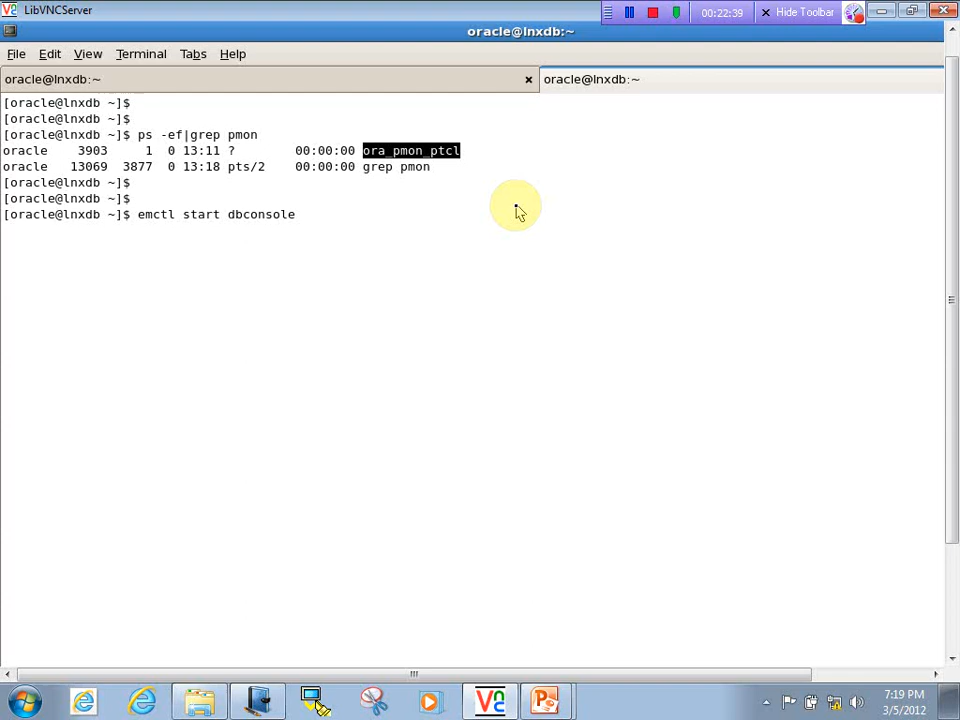 LibVNCServer
00:22:39
Hide Toolbar
oracle@lnxdb:~
File Edit View Terminal Tabs Help
oracle@lnxdb:~
oracle@lnxdb:~
[oracle@lnxdb ~]$
[oracle@lnxdb ~]$
[oracle@lnxdb ~]$ ps -ef|grep pmon
oracle 3903 1 0 13:11 ? 00:00:00 ora_pmon_ptcl
oracle 13069 3877 0 13:18 pts/2 00:00:00 grep pmon
[oracle@lnxdb ~]$
[oracle@lnxdb ~]$
[oracle@lnxdb ~]$ emctl start dbconsole
7:19 PM
3/5/2012